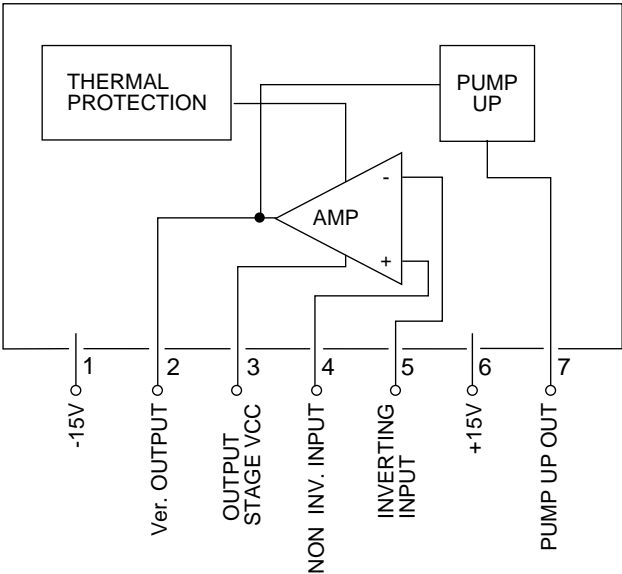 THERMAL
PROTECTION
PUMP
UP
-
AMP
+
1
2
3
4
5
6
7
-15V
Ver. OUTPUT
OUTPUT
STAGE VCC
NON INV. INPUT
INVERTING
INPUT
+15V
PUMP UP OUT